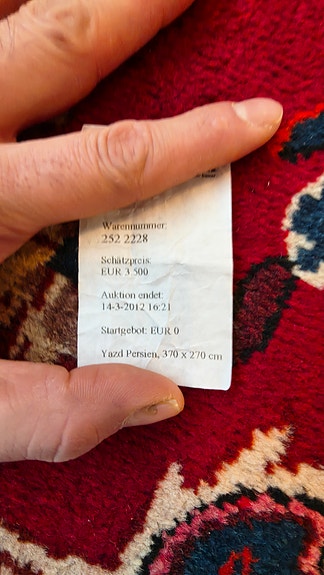 Warennummer:
252 2228
Schätzpreis:
EUR 3 500
Auktion endet:
14-3-2012 16:21
Startgebot: EUR 0
Yazd Persien, 370 x 270 cm